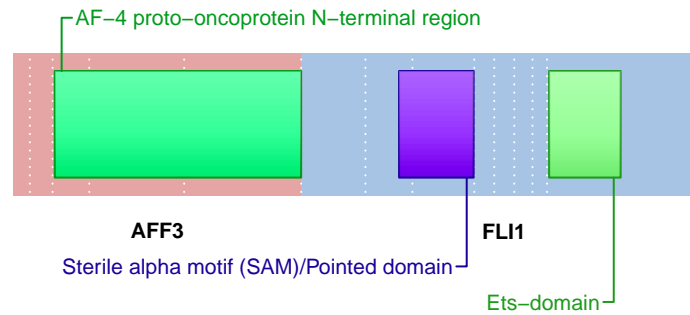 AF−4 proto−oncoprotein N−terminal region
AFF3
FLI1
Sterile alpha motif (SAM)/Pointed domain
Ets−domain